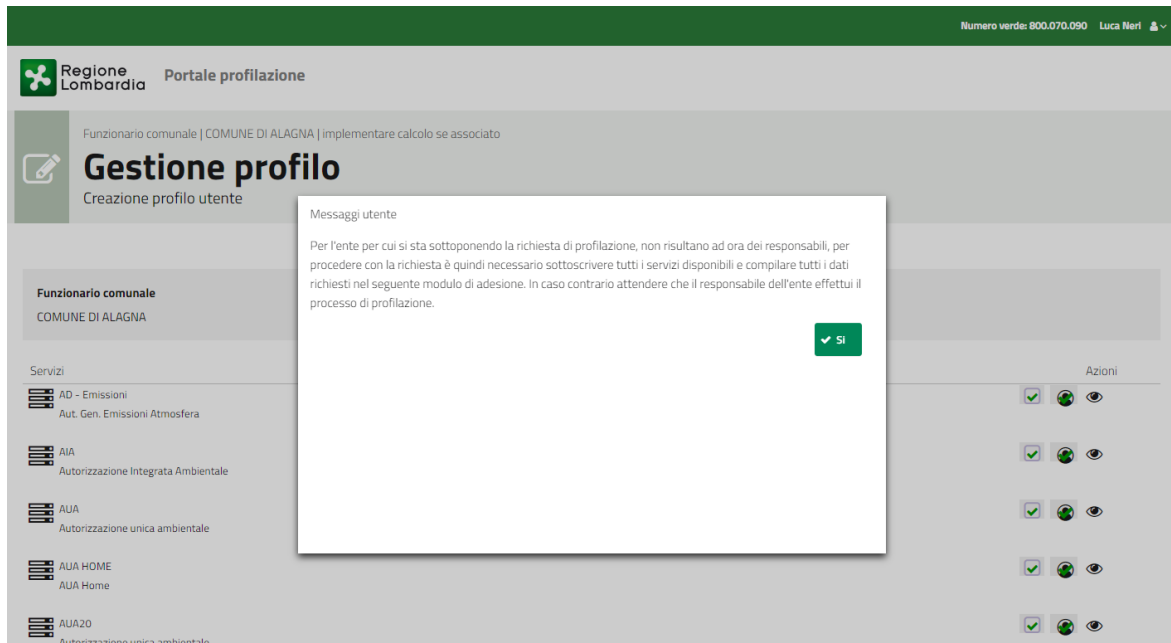 Numero verde: 800.070.090 Luca Neri
Regione
Lombardia
Portale profilazione
Funzionario comunale | COMUNE DI ALAGNA | implementare calcolo se associato
Gestione profilo
Creazione profilo utente
Messaggi utente
Per l'ente per cui si sta sottoponendo la richiesta di profilazione, non risultano ad ora dei responsabili, per
procedere con la richiesta è quindi necessario sottoscrivere tutti i servizi disponibili e compilare tutti i dati
richiesti nel seguente modulo di adesione. In caso contrario attendere che il responsabile dell'ente effettui il
processo di profilazione.
Si
Funzionario comunale
COMUNE DI ALAGNA
Servizi Azioni
AD - Emissioni
Aut. Gen. Emissioni Atmosfera
AIA
Autorizzazione Integrata Ambientale
AUA
Autorizzazione unica ambientale
AUA HOME
AUA Home
AUA20
Autorizzazione unica ambientale